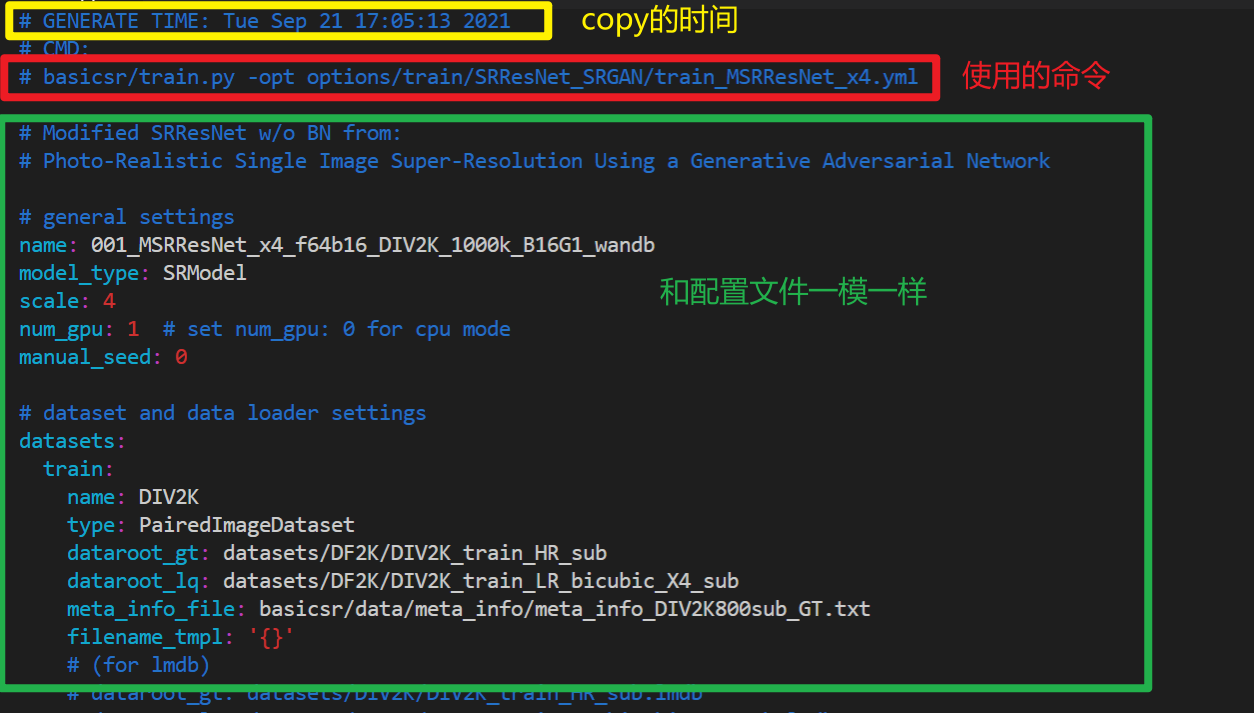 # GENERATE TIME: Tue Sep 21 17:05:13 2021
copy的时间
# CMD:
# basicsr/train.py -opt options/train/SRResNet_SRGAN/train_MSRResNet_x4.yml
使用的命令
# Modified SRResNet w/o BN from:
# Photo-Realistic Single Image Super-Resolution Using a Generative Adversarial Network
# general settings
name: 001_MSRResNet_x4_f64b16_DIV2K_1000k_B16G1_wandb
model_type: SRModel
和配置文件一模一样
scale: 4
num_gpu: 1  # set num_gpu: 0 for cpu mode
manual_seed: 0
# dataset and data loader settings
datasets:
train:
name: DIV2K
type: PairedImageDataset
dataroot_gt: datasets/DF2K/DIV2K_train_HR_sub
dataroot_lq: datasets/DF2K/DIV2K_train_LR_bicubic_X4_sub
meta_info_file: basicsr/data/meta_info/meta_info_DIV2K800sub_GT.txt
filename_tmpl: '{}'
# (for lmdb)
# dataroot_gt: datasets/DIV2K/DIV2K_train_HR_sub.lmdb